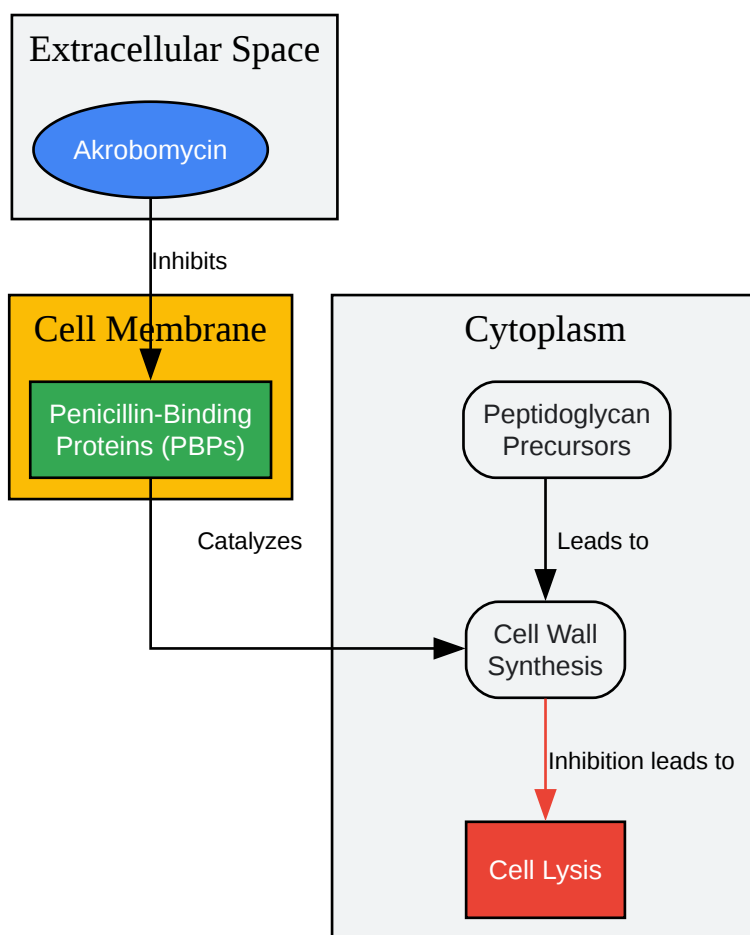 Extracellular Space
Akrobomycin
Inhibits
Cell Membrane
Penicillin-Binding
Proteins (PBPs)
Catalyzes
Cytoplasm
Peptidoglycan
Precursors
Leads to
Cell Wall
Synthesis
Inhibition leads to
Cell Lysis